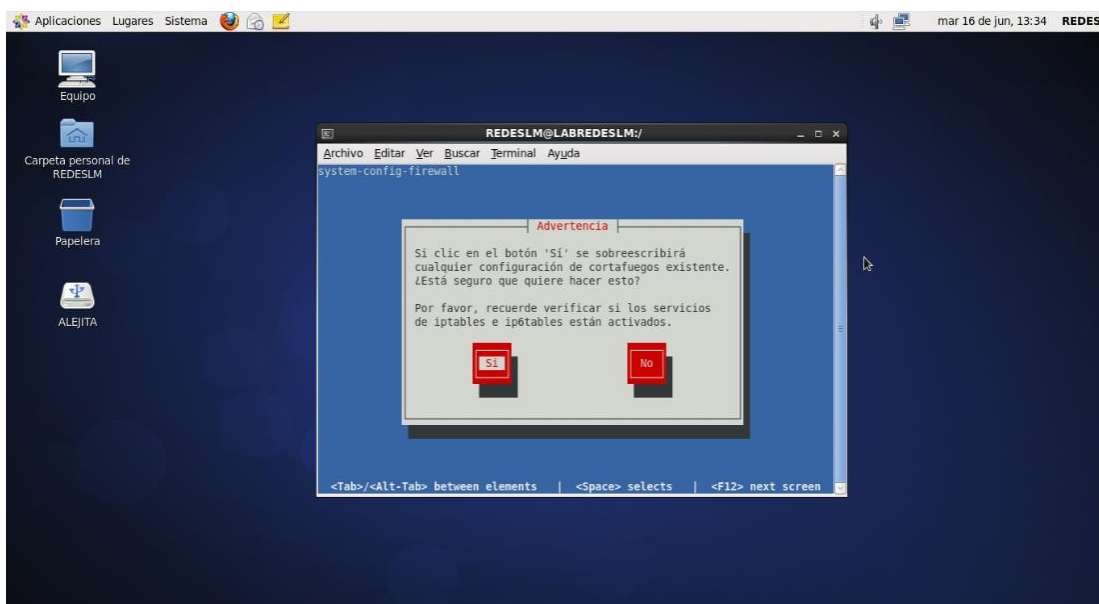 Aplicaciones Lugares Sistema mar 16 de jun, 13:34 REDES
Equipo
Carpeta personal de
REDESLM
Papelera
ALEJITA
REDESLM@LABREDESLM:/
Archivo Editar Ver Buscar Terminal Ayuda
system-config-firewall
Advertencia
Si clic en el botón 'Sí' se sobreescribirá
cualquier configuración de cortafuegos existente.
¿Está seguro que quiere hacer esto?
Por favor, recuerde verificar si los servicios
de iptables e ip6tables están activados.
Si No
<Tab>/<Alt-Tab> between elements | <Space> selects | <F12> next screen